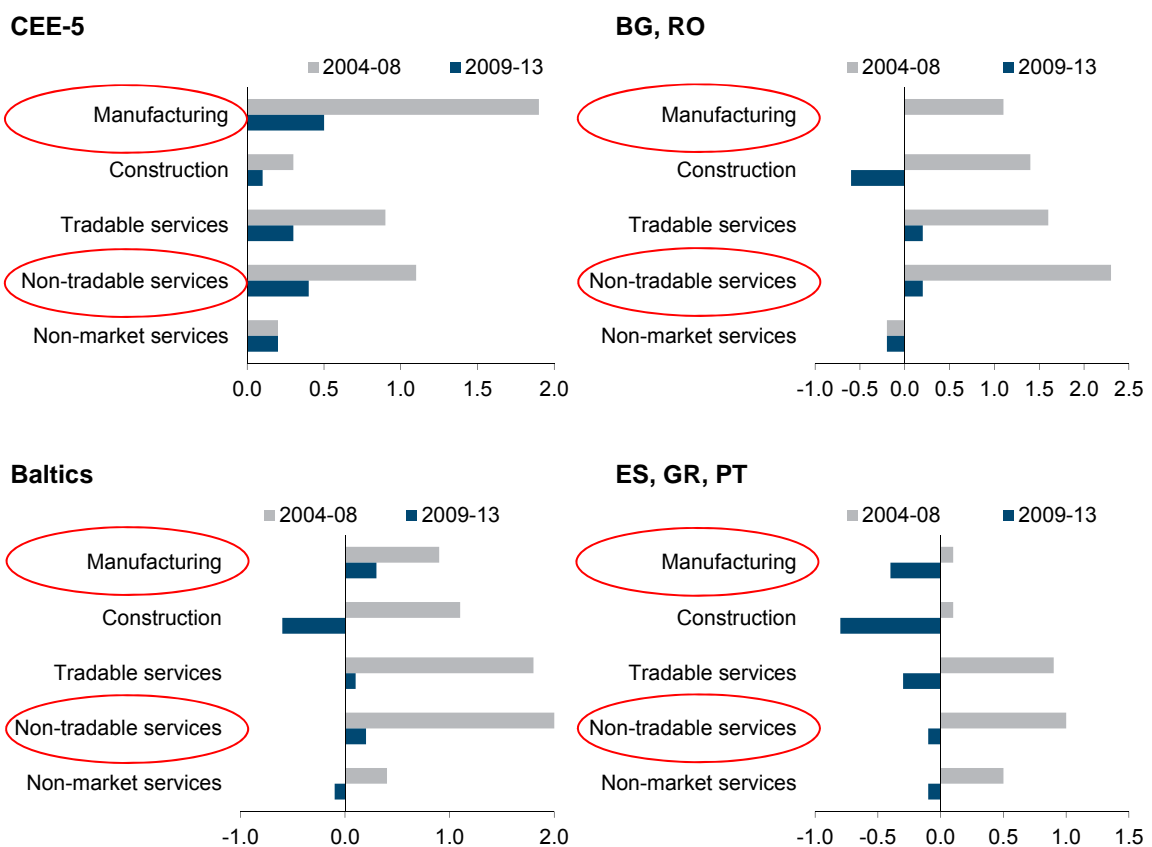 CEE-5
2004-08 2009-13
Manufacturing
Construction
Tradable services
Non-tradable services
Non-market services
0.0 0.5 1.0 1.5 2.0
BG, RO
2004-08 2009-13
Manufacturing
Construction
Tradable services
Non-tradable services
Non-market services
-1.0 -0.5 0.0 0.5 1.0 1.5 2.0 2.5
Baltics
2004-08 2009-13
Manufacturing
Construction
Tradable services
Non-tradable services
Non-market services
-1.0 0.0 1.0 2.0
ES, GR, PT
2004-08 2009-13
Manufacturing
Construction
Tradable services
Non-tradable services
Non-market services
-1.0 -0.5 0.0 0.5 1.0 1.5